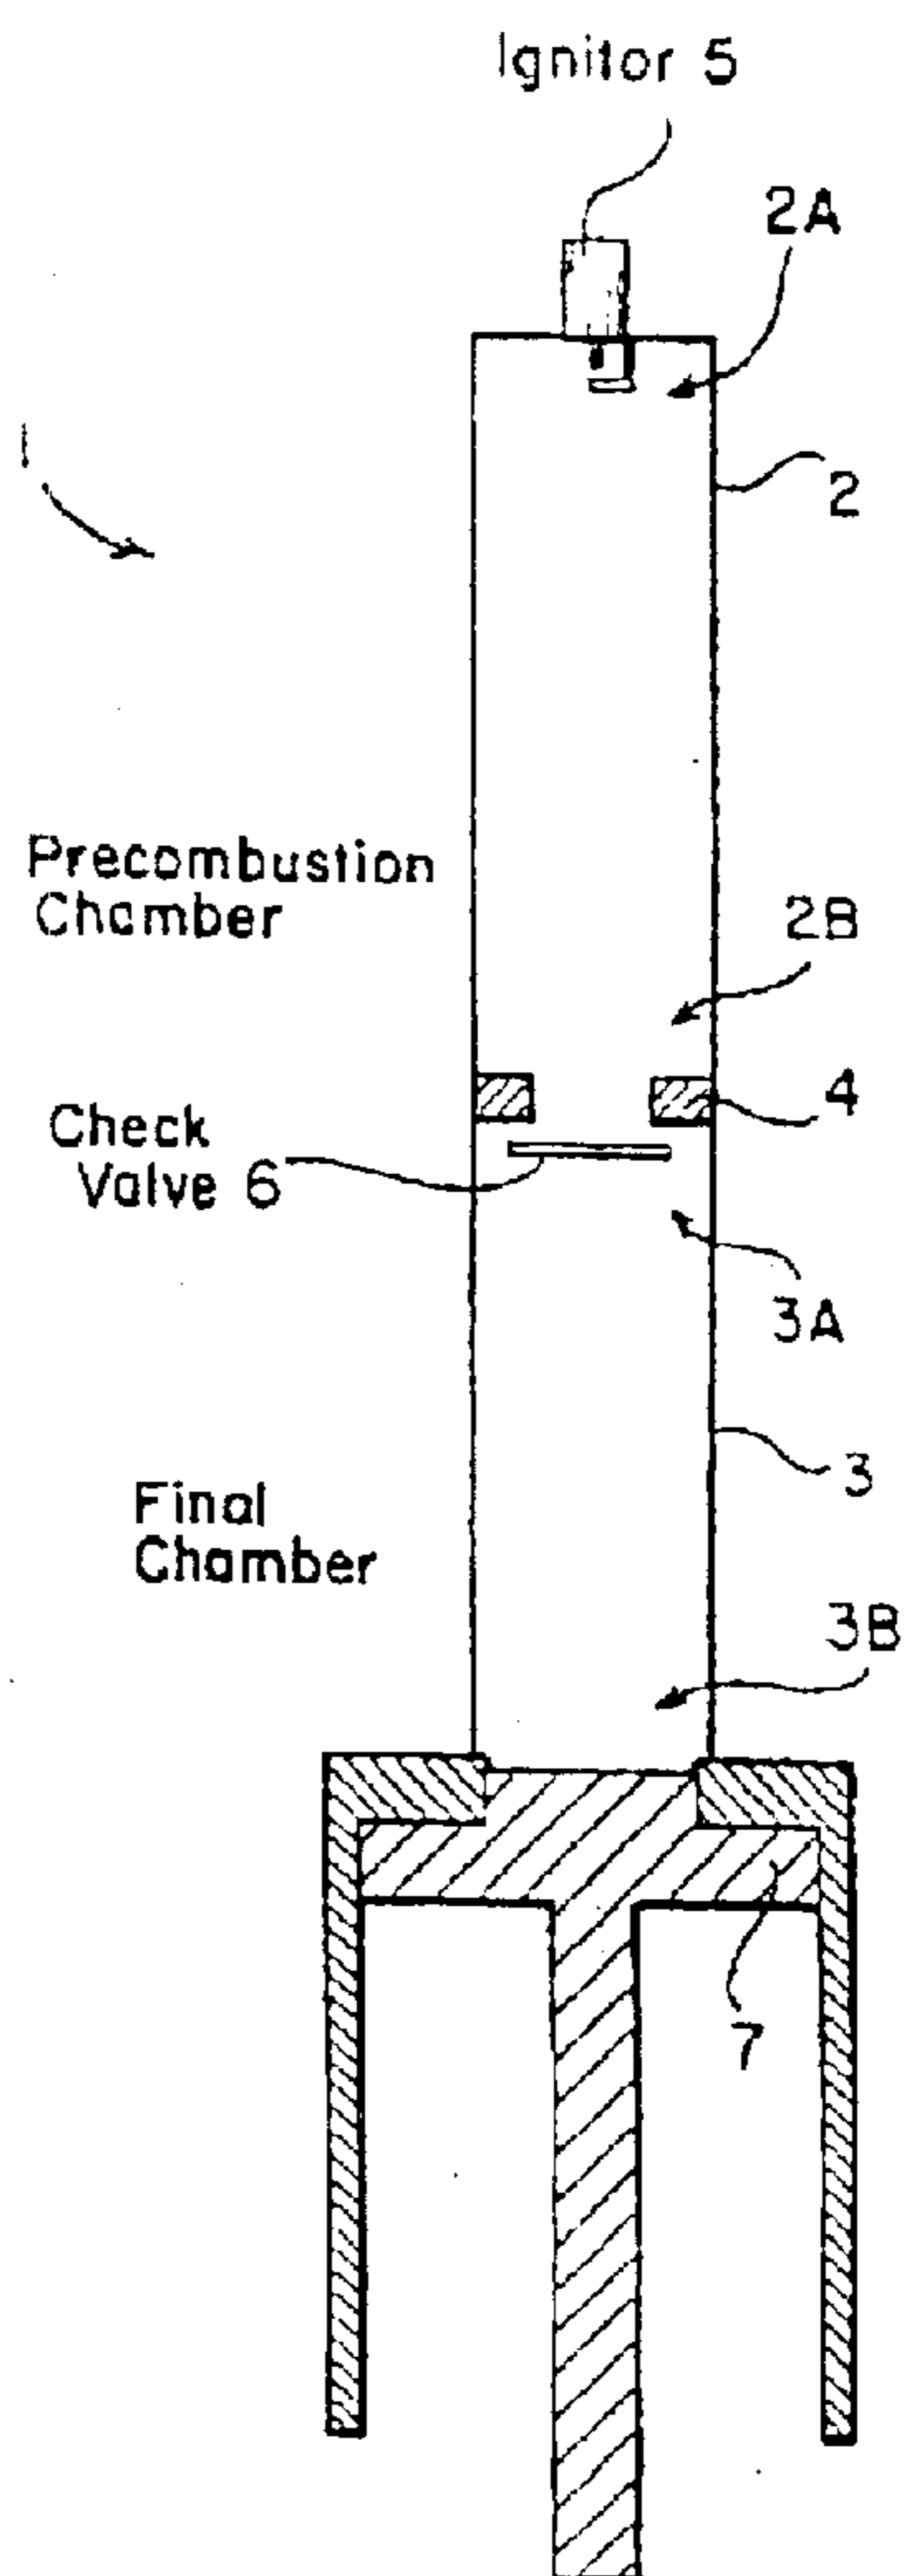 Ignitor 5
2A
1
2
Precombustion
Chamber
2B
4
Check
Valve 6
3A
3
Final
Chamber
3B
7